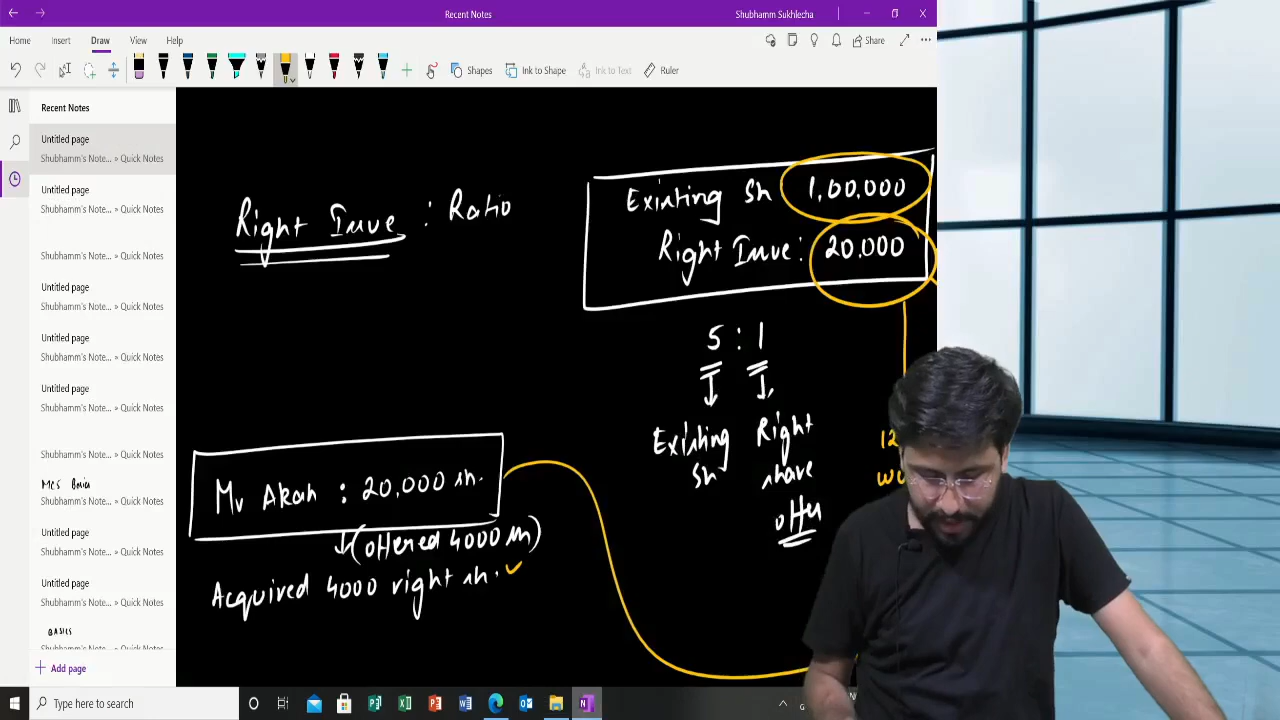 Recent Notes
Shubhamm Sukhlecha
Home Insert Draw View Help
Share
Shapes
Ink to Shape
Ink to Text
Ruler
Recent Notes
Untitled page
Shubhamm's Note... » Quick Notes
Untitled page
Shubhamm's Note... » Quick Notes
Shubhamm's Note... » Quick Notes
Untitled page
Shubhamm's Note... » Quick Notes
Untitled page
Shubhamm's Note... » Quick Notes
Untitled page
Shubhamm's Note... » Quick Notes
Shubhamm's Note... » Quick Notes
Shubhamm's Note... » Quick Notes
Untitled page
Shubhamm's Note... » Quick Notes
Untitled page
Shubhamm's Note... » Quick Notes
BASICS
Shubhamm's Note... » Quick Notes
Add page
Right Issue : Ratio
Existing Sh 1,00,000
Right Issue: 20,000
5 : 1
Existing Sh
Right share offer
Mr Akash : 20,000 sh.
(offered 4000 sh)
Acquired 4000 right sh.
Type here to search